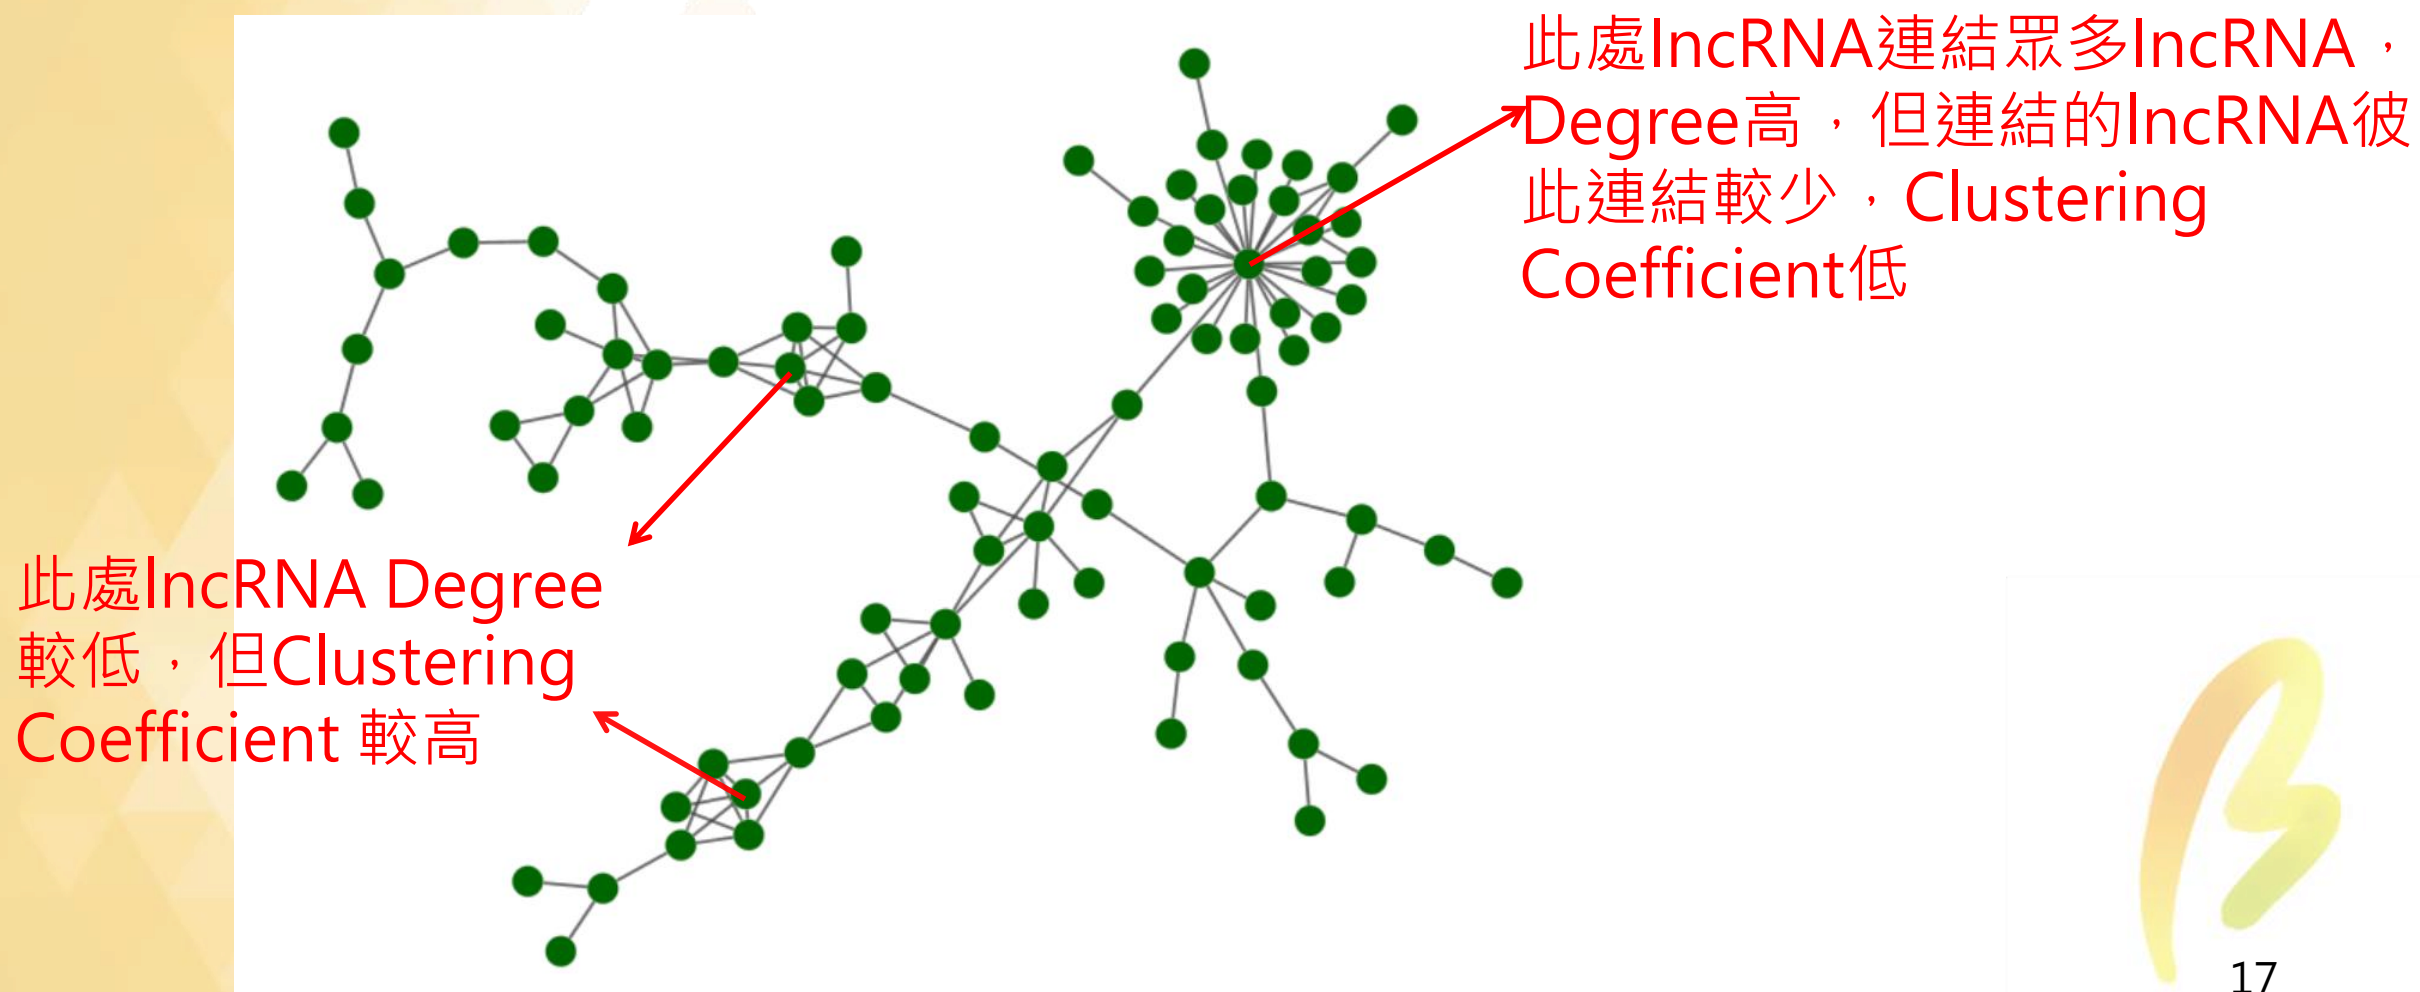 此處lncRNA連結眾多lncRNA，
Degree高，但連結的lncRNA彼
此連結較少，Clustering
Coefficient低
此處lncRNA Degree
較低，但Clustering
Coefficient 較高
17